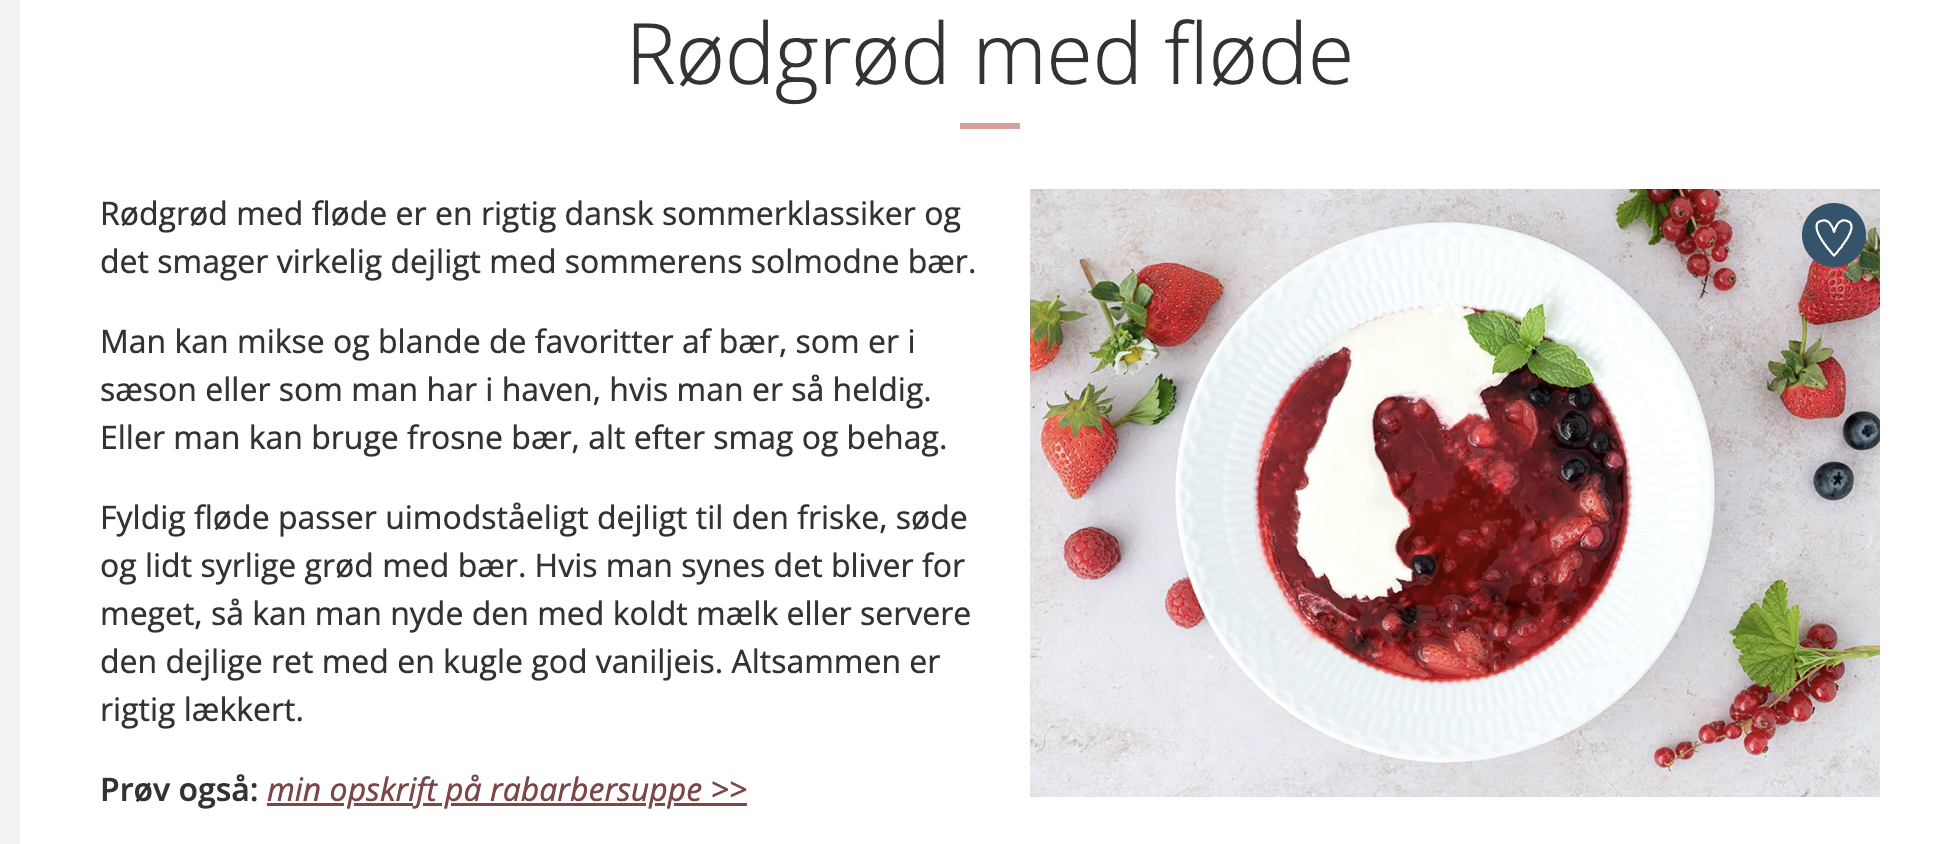 Rødgrød med fløde
Rødgrød med fløde er en rigtig dansk sommerklassiker og
det smager virkelig dejligt med sommerens solmodne bær.
Man kan mikse og blande de favoritter af bær, som er i
sæson eller som man har i haven, hvis man er så heldig.
Eller man kan bruge frosne bær, alt efter smag og behag.
Fyldig fløde passer uimodståeligt dejligt til den friske, søde
og lidt syrlige grød med bær. Hvis man synes det bliver for
meget, så kan man nyde den med koldt mælk eller servere
den dejlige ret med en kugle god vaniljeis. Altsammen er
rigtig lækkert.
Prøv også: min opskrift på rabarbersuppe >>